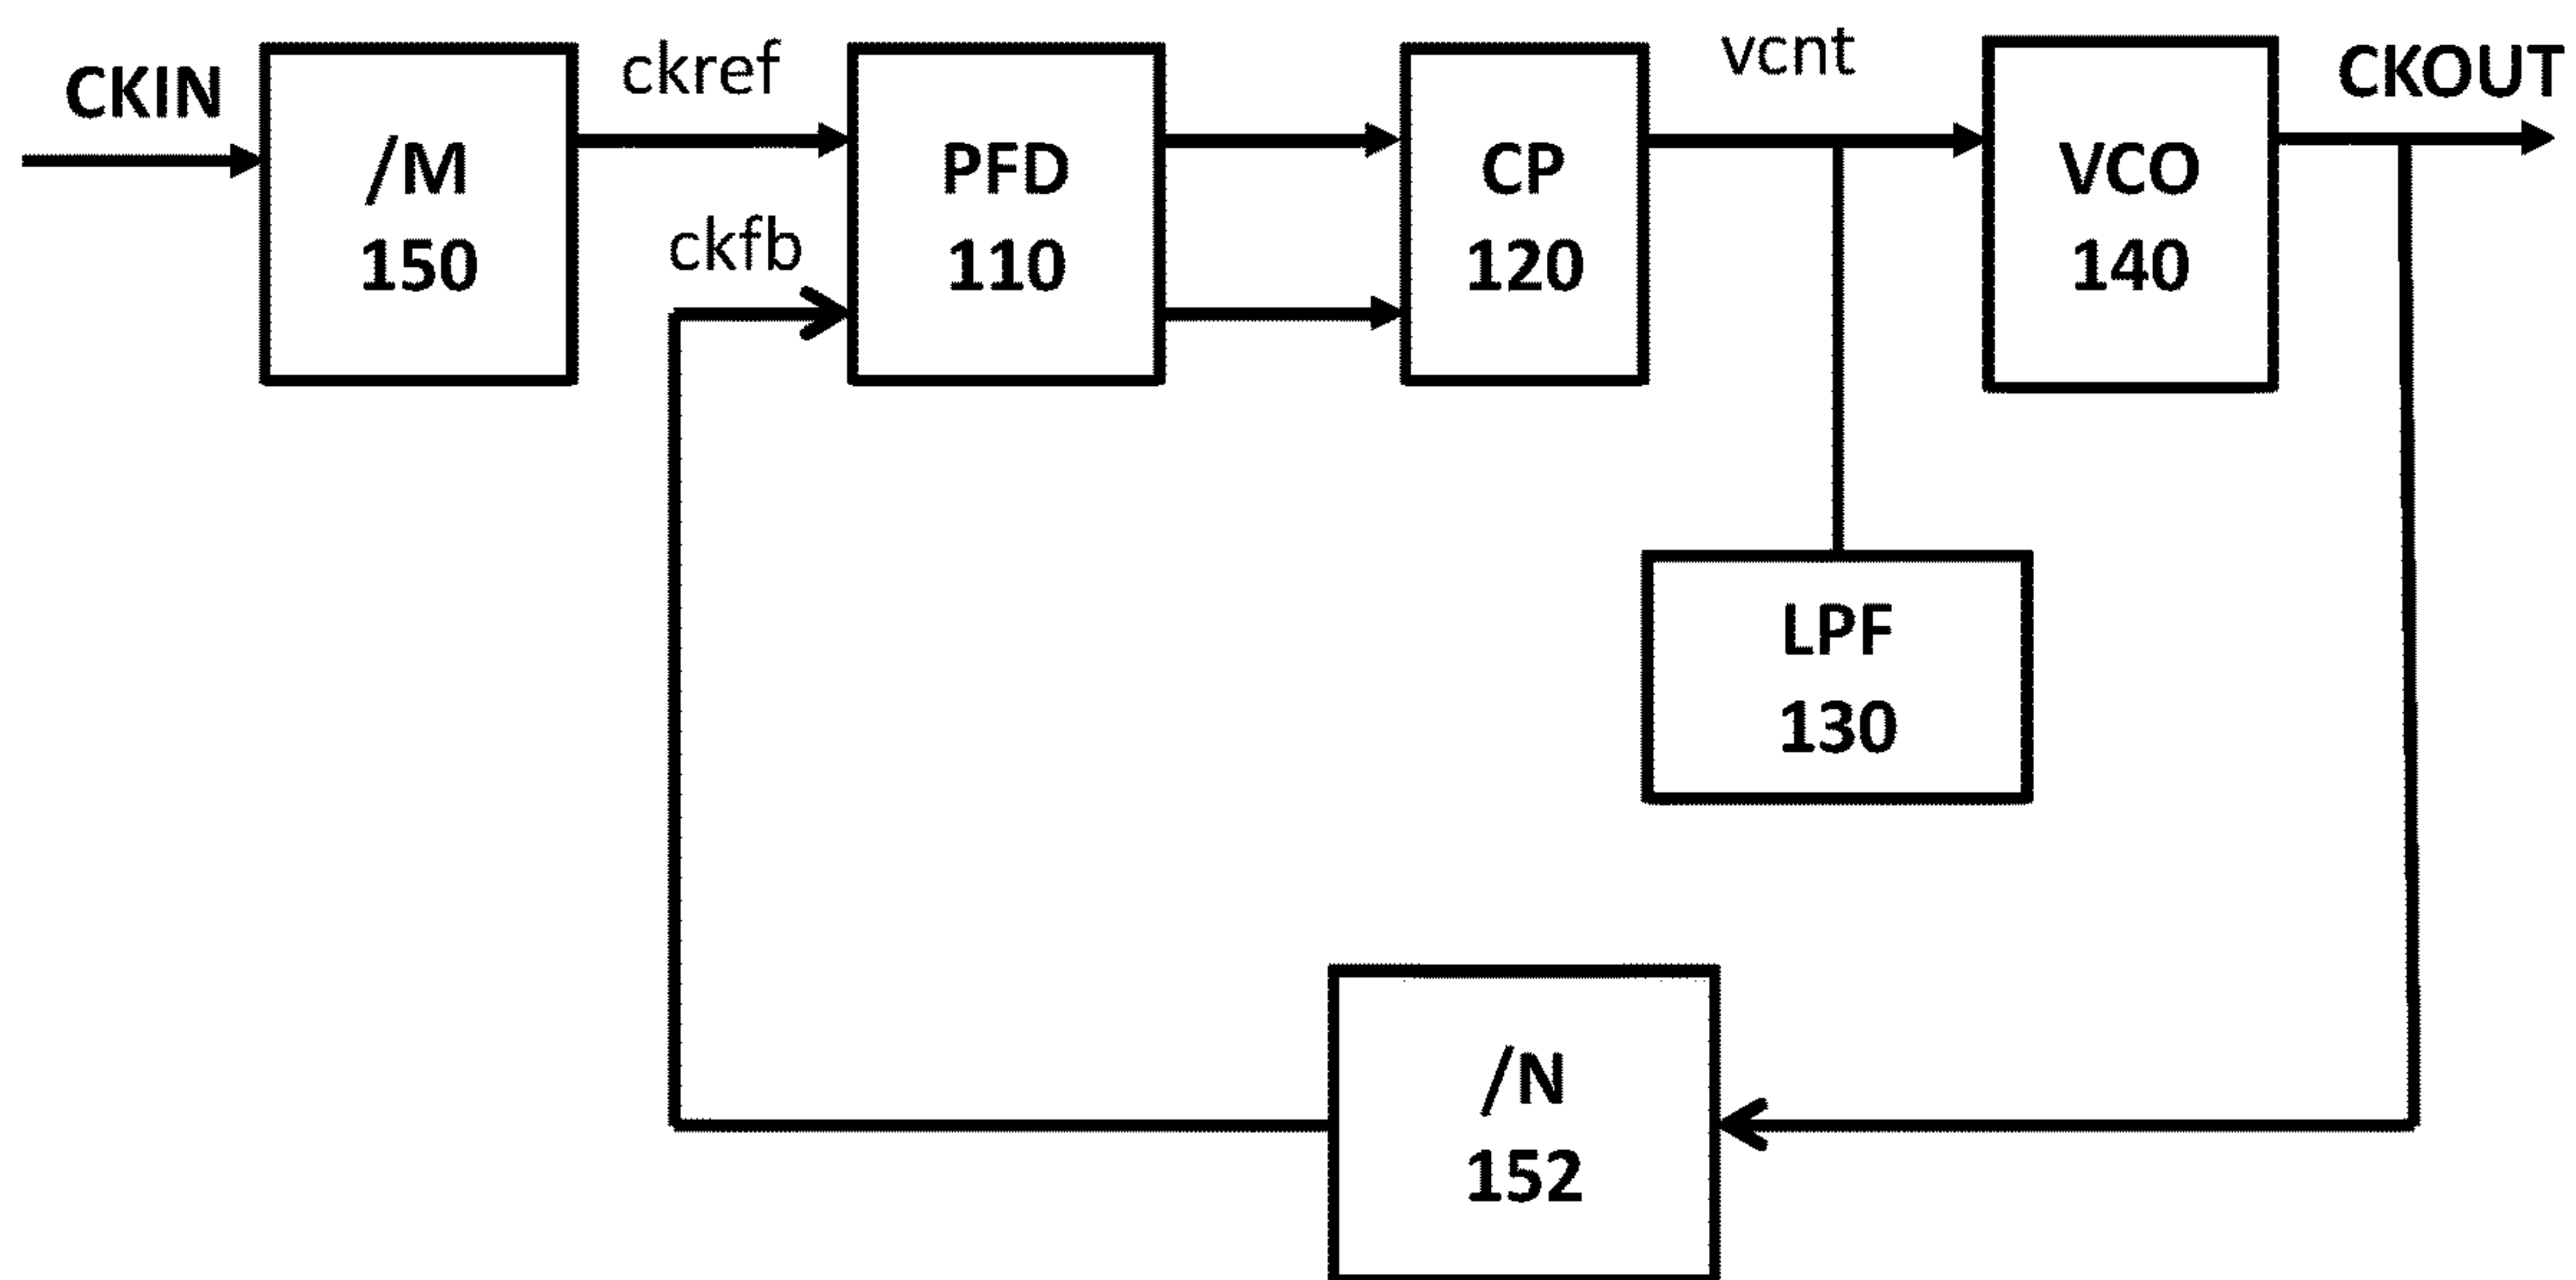 CKIN
/M
150
ckref
ckfb
PFD
110
CP
120
vcnt
VCO
140
CKOUT
LPF
130
/N
152